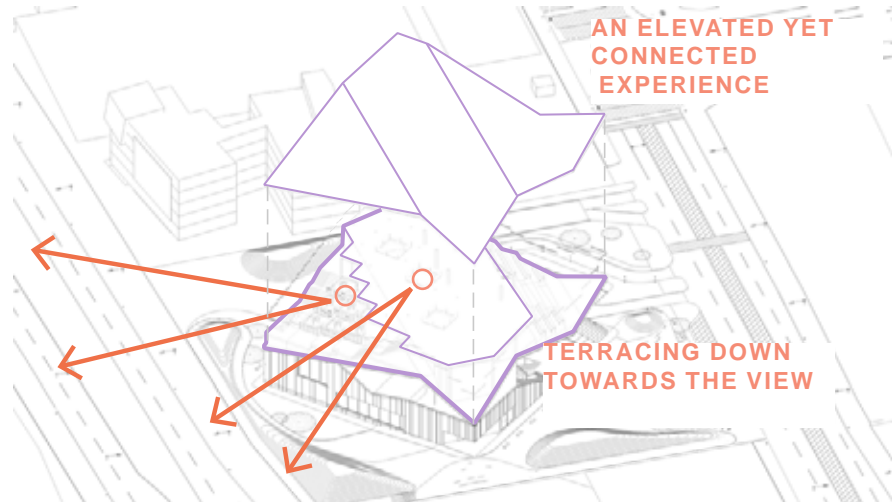 AN ELEVATED YET
CONNECTED
EXPERIENCE
TERRACING DOWN
TOWARDS THE VIEW